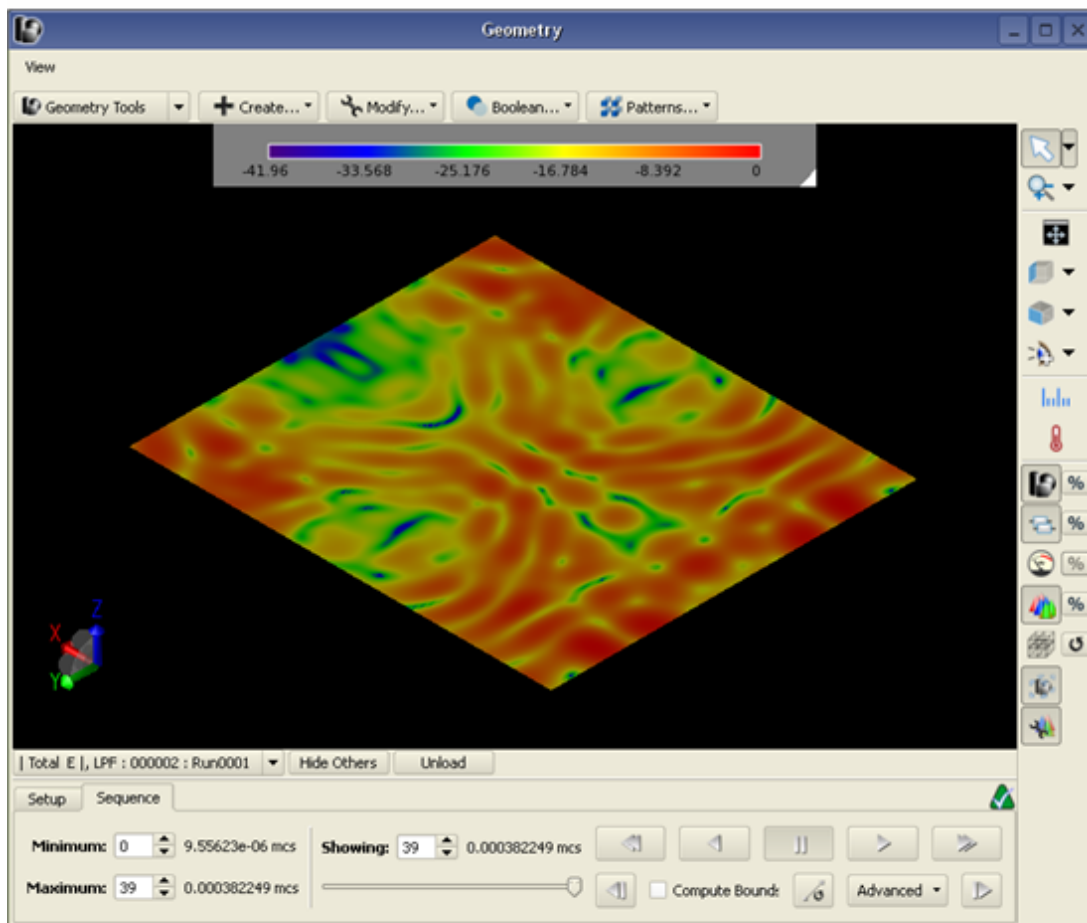 Geometry
View
Geometry Tools Create... Modify... Boolean... Patterns...
-41.96 -33.568 -25.176 -16.784 -8.392 0
X Z
Y
| Total E |, LPF : 000002 : Run0001 Hide Others Unload
Setup Sequence
Minimum: 0 9.55623e-06 mcs Showing: 39 0.000382249 mcs
Maximum: 39 0.000382249 mcs Compute Bounds Advanced
%
%
%
%